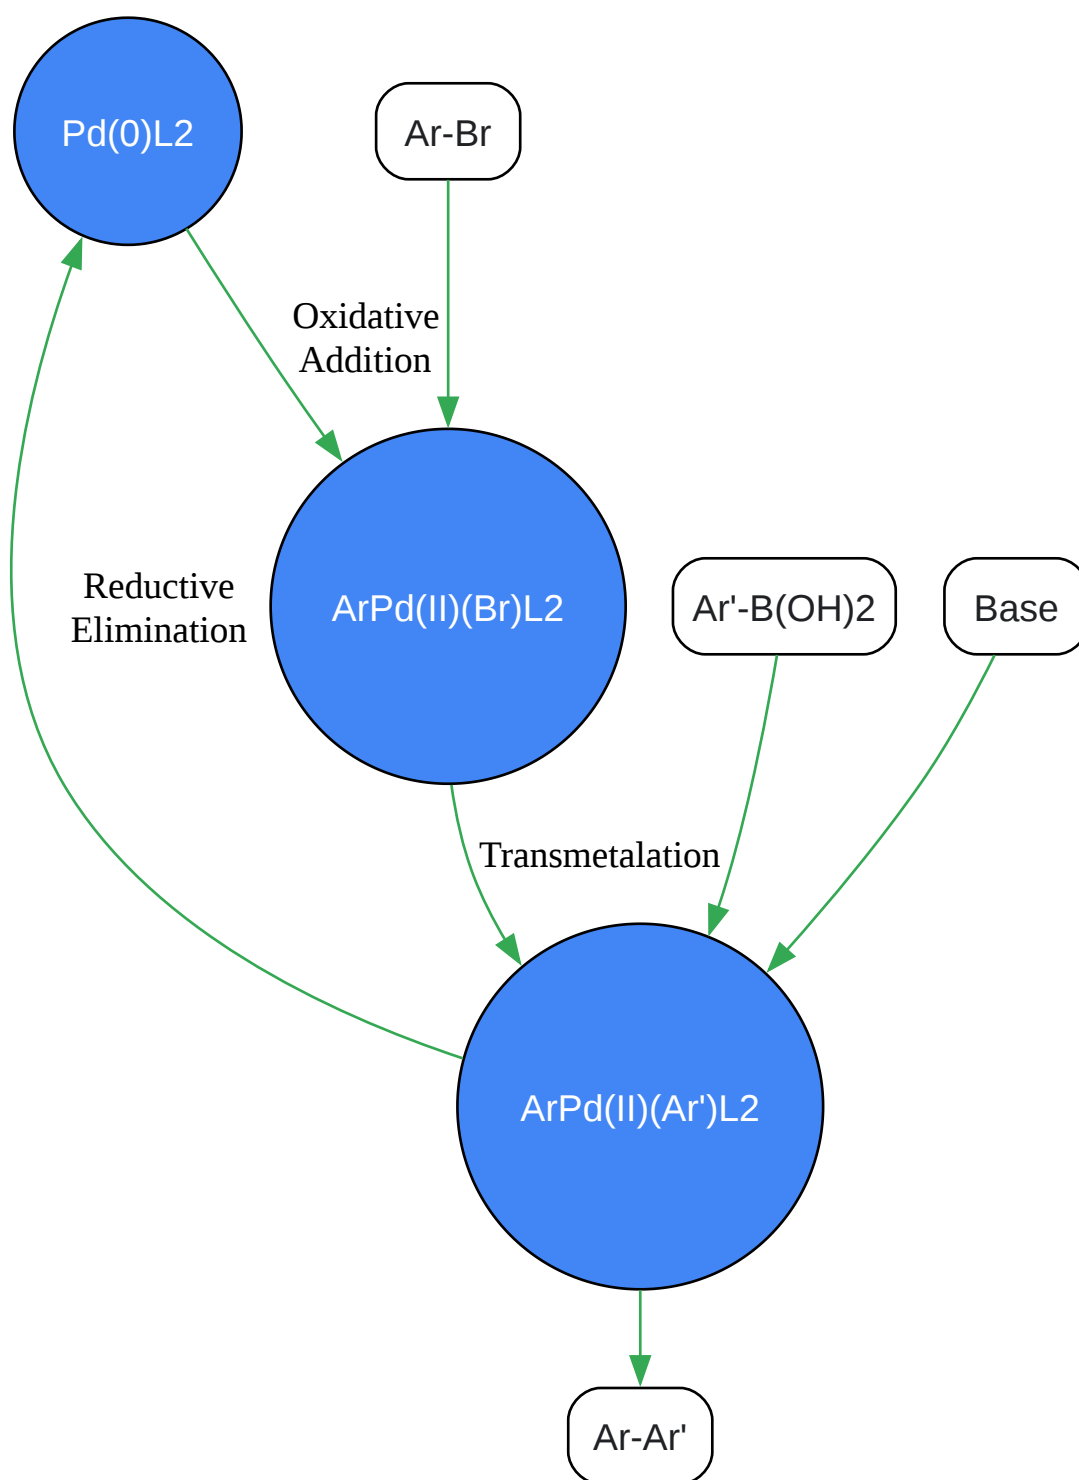 Pd(0)L2
Ar-Br
Oxidative
Addition
Reductive
Elimination
ArPd(II)(Br)L2
Ar'-B(OH)2
Base
Transmetalation
ArPd(II)(Ar')L2
Ar-Ar'